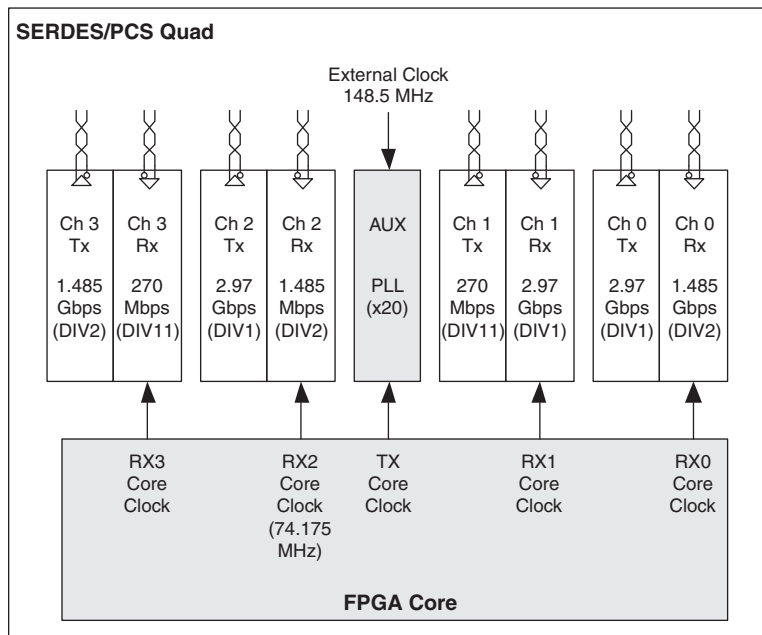 SERDES/PCS Quad
External Clock
148.5 MHz
Ch 3
Tx
1.485
Gbps
(DIV2)
Ch 3
Rx
270
Mbps
(DIV11)
Ch 2
Tx
2.97
Gbps
(DIV1)
Ch 2
Rx
1.485
Mbps
(DIV2)
AUX
PLL
(x20)
Ch 1
Tx
270
Mbps
(DIV11)
Ch 1
Rx
2.97
Gbps
(DIV1)
Ch 0
Tx
2.97
Gbps
(DIV1)
Ch 0
Rx
1.485
Gbps
(DIV2)
RX3
Core
Clock
RX2
Core
Clock
(74.175
MHz)
TX
Core
Clock
RX1
Core
Clock
RX0
Core
Clock
FPGA Core